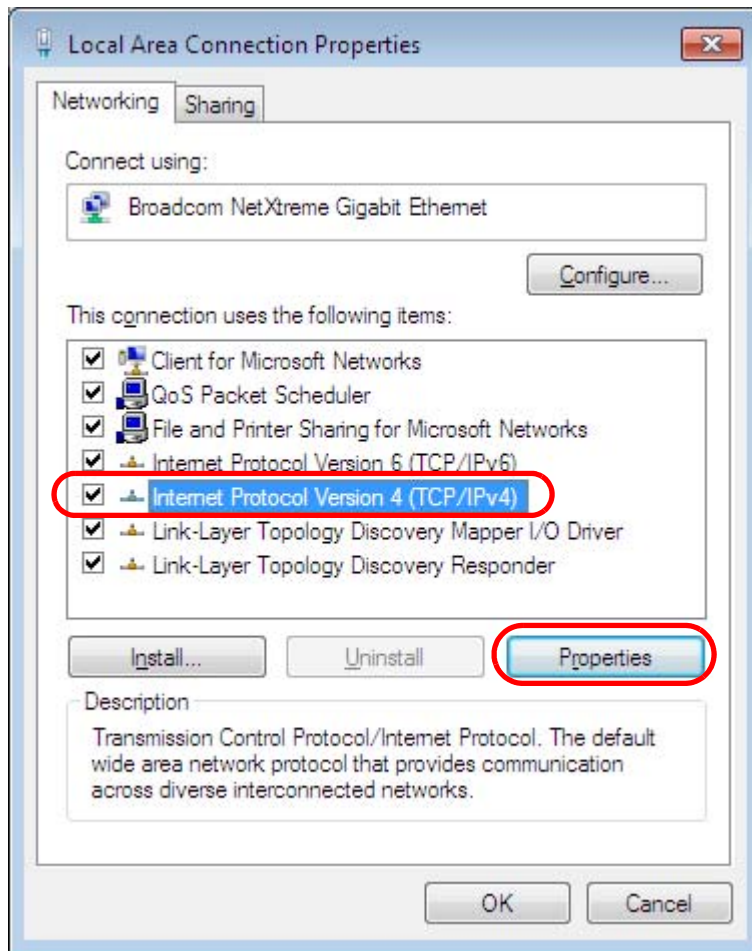 Local Area Connection Properties
Networking
Sharing
Connect using:
Broadcom NetXtreme Gigabit Ethernet
Configure...
This connection uses the following items:
Client for Microsoft Networks
QoS Packet Scheduler
File and Printer Sharing for Microsoft Networks
Internet Protocol Version 6 (TCP/IPv6)
Internet Protocol Version 4 (TCP/IPv4)
Link-Layer Topology Discovery Mapper I/O Driver
Link-Layer Topology Discovery Responder
Install...
Uninstall
Properties
Description
Transmission Control Protocol/Internet Protocol. The default
wide area network protocol that provides communication
across diverse interconnected networks.
OK
Cancel